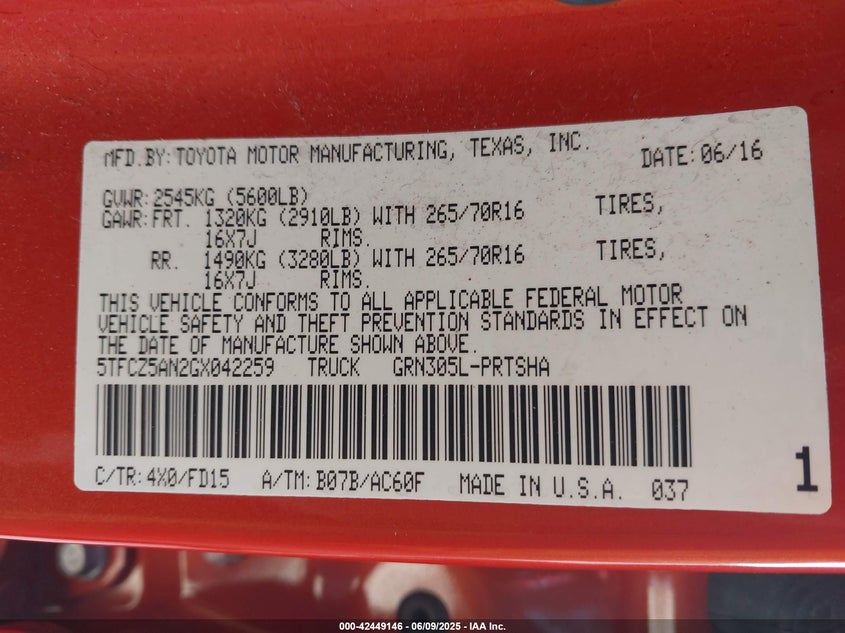 MFD.BY:TOYOTA MOTOR MANUFACTURING, TEXAS, INC. DATE:06/16
GVWR:2545KG (5600LB)
GAWR:FRT. 1320KG (2910LB) WITH 265/70R16 TIRES,
16X7J RIMS.
RR. 1490KG (3280LB) WITH 265/70R16 TIRES,
16X7J RIMS.
THIS VEHICLE CONFORMS TO ALL APPLICABLE FEDERAL MOTOR
VEHICLE SAFETY AND THEFT PREVENTION STANDARDS IN EFFECT ON
THE DATE OF MANUFACTURE SHOWN ABOVE.
5TFCZ5AN2GX042259 TRUCK GRN305L-PRTSHA
C/TR:4X0/FD15 A/TM:B07B/AC60F MADE IN U.S.A. 037 1
000-42449146 - 06/09/2025 - IAA Inc.